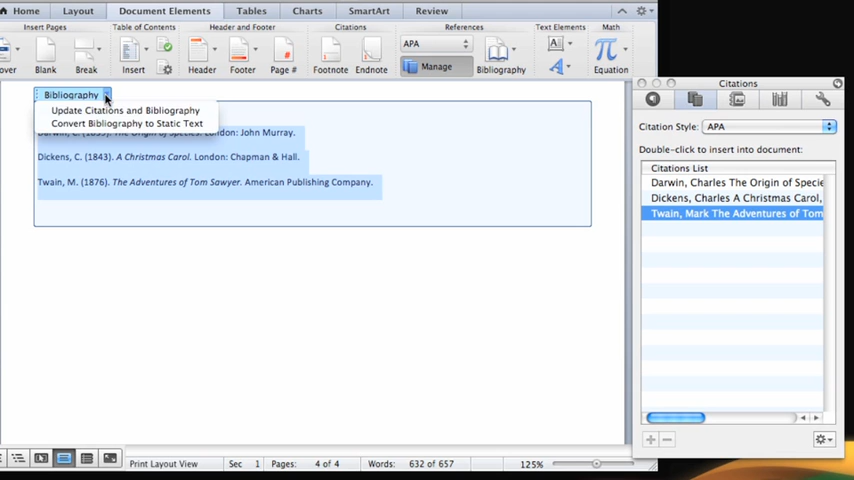 Home Layout Document Elements Tables Charts SmartArt Review
Insert Pages Table of Contents Header and Footer Citations References Text Elements Math
APA
Manage
Blank Break Insert Header Footer Page # Footnote Endnote Bibliography Equation
Bibliography
Update Citations and Bibliography
Convert Bibliography to Static Text
The Origin of Species. London: John Murray.
Dickens, C. (1843). A Christmas Carol. London: Chapman & Hall.
Twain, M. (1876). The Adventures of Tom Sawyer. American Publishing Company.
Citations
Citation Style: APA
Double-click to insert into document:
Citations List
Darwin, Charles The Origin of Specie
Dickens, Charles A Christmas Carol,
Twain, Mark The Adventures of Tom
Print Layout View Sec 1 Pages: 4 of 4 Words: 632 of 657 125%